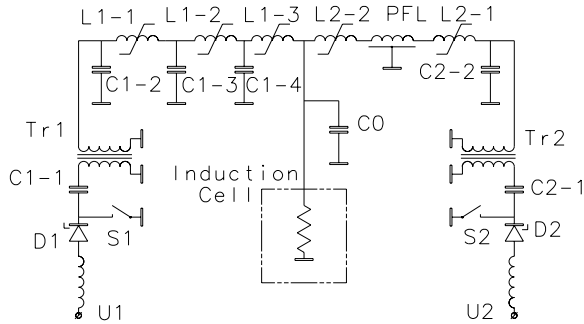 L1-1 L1-2 L1-3 L2-2 PFL L2-1
C1-2 C1-3 C1-4 C2-2
Tr1 C0 Tr2
C1-1 Induction
Cell C2-1
D1 S1 S2 D2
U1 U2